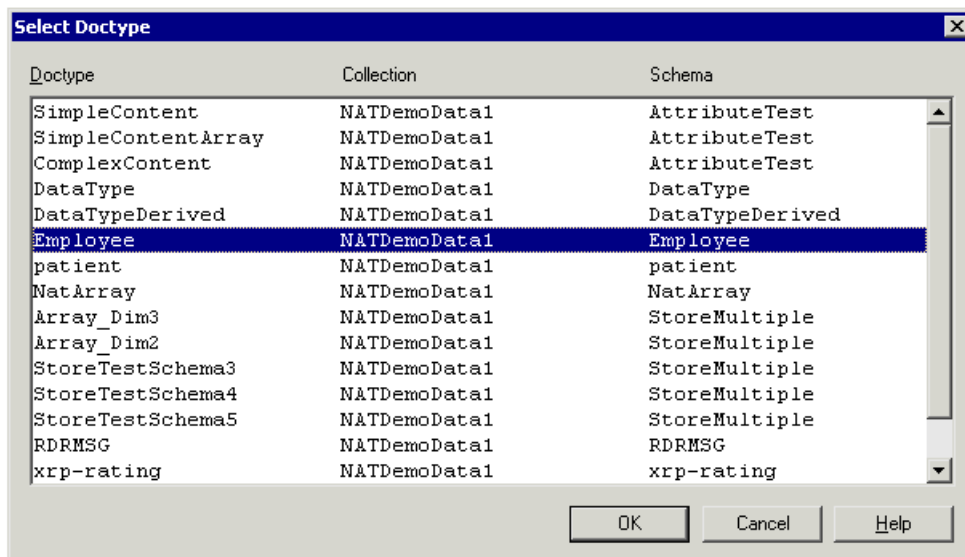 Select Doctype
Doctype Collection Schema
SimpleContent NATDemoData1 AttributeTest
SimpleContentArray NATDemoData1 AttributeTest
ComplexContent NATDemoData1 AttributeTest
DataType NATDemoData1 DataType
DataTypeDerived NATDemoData1 DataTypeDerived
Employee NATDemoData1 Employee
patient NATDemoData1 patient
NatArray NATDemoData1 NatArray
Array_Dim3 NATDemoData1 StoreMultiple
Array_Dim2 NATDemoData1 StoreMultiple
StoreTestSchema3 NATDemoData1 StoreMultiple
StoreTestSchema4 NATDemoData1 StoreMultiple
StoreTestSchema5 NATDemoData1 StoreMultiple
RDRMSG NATDemoData1 RDRMSG
xrp-rating NATDemoData1 xrp-rating
OK Cancel Help